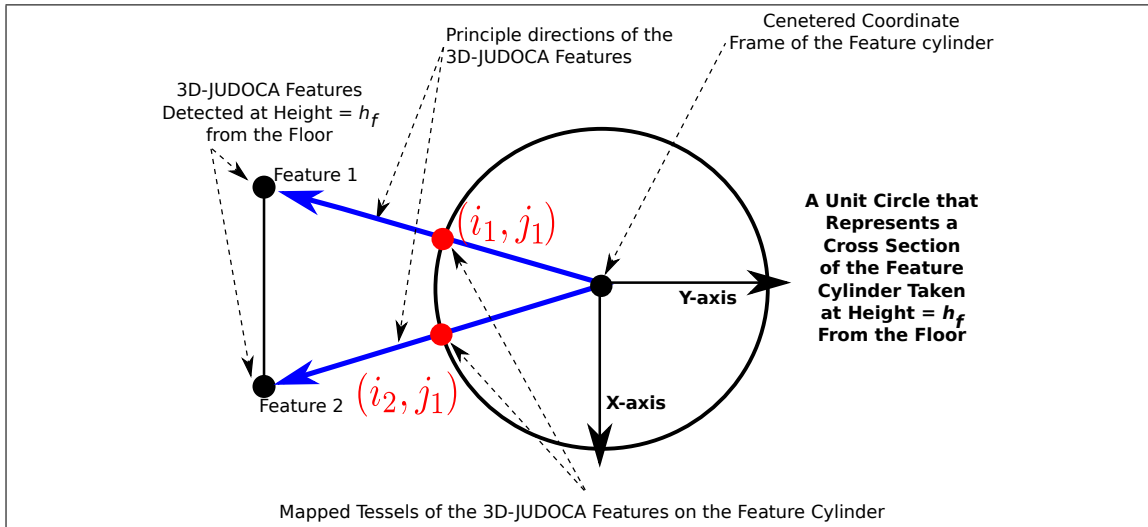 Principle directions of the
3D-JUDOCA Features
Cenetered Coordinate
Frame of the Feature cylinder
3D-JUDOCA Features
Detected at Height = h_f
from the Floor
Feature 1
(i_1, j_1)
A Unit Circle that
Represents a
Cross Section
of the Feature
Cylinder Taken
at Height = h_f
From the Floor
Y-axis
Feature 2
(i_2, j_1)
X-axis
Mapped Tessels of the 3D-JUDOCA Features on the Feature Cylinder